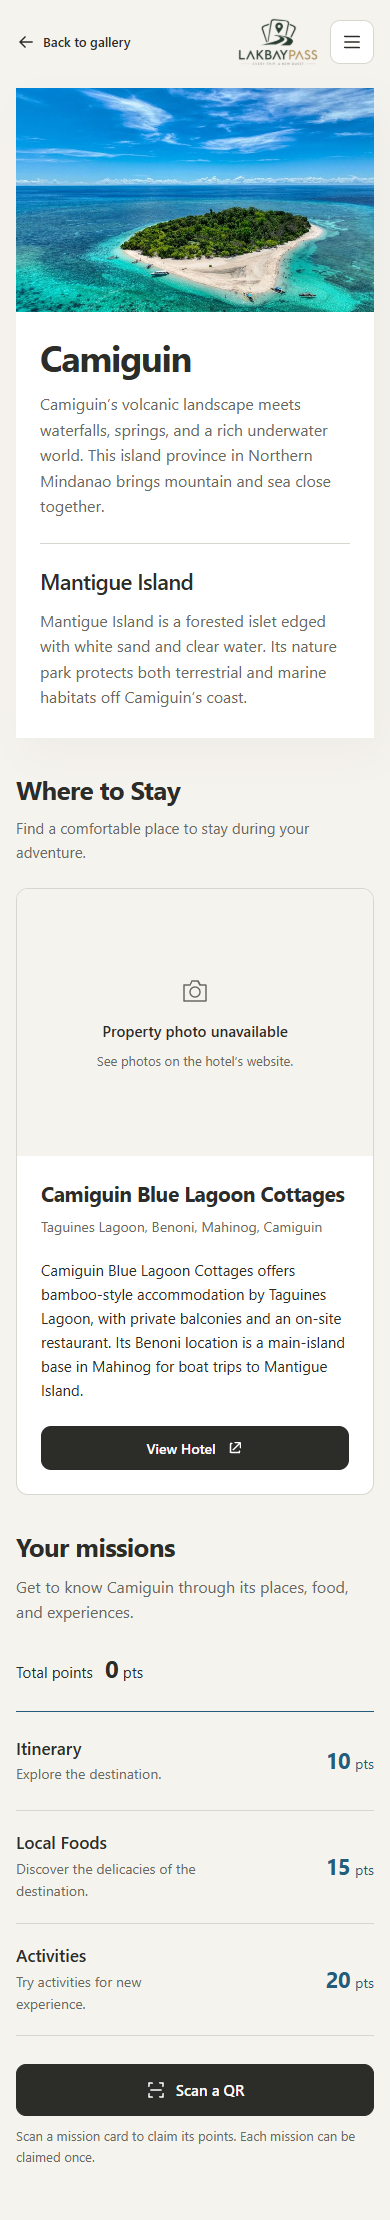 Back to gallery
LAKBAYPASS
Camiguin
Camiguin's volcanic landscape meets
waterfalls, springs, and a rich underwater
world. This island province in Northern
Mindanao brings mountain and sea close
together.
Mantigue Island
Mantigue Island is a forested islet edged
with white sand and clear water. Its nature
park protects both terrestrial and marine
habitats off Camiguin's coast.
Where to Stay
Find a comfortable place to stay during your
adventure.
Property photo unavailable
See photos on the hotel's website.
Camiguin Blue Lagoon Cottages
Taguines Lagoon, Benoni, Mahinog, Camiguin
Camiguin Blue Lagoon Cottages offers
bamboo-style accommodation by Taguines
Lagoon, with private balconies and an on-site
restaurant. Its Benoni location is a main-island
base in Mahinog for boat trips to Mantigue
Island.
View Hotel
Your missions
Get to know Camiguin through its places, food,
and experiences.
Total points 0 pts
Itinerary
Explore the destination.
10 pts
Local Foods
Discover the delicacies of the
destination.
15 pts
Activities
Try activities for new
experience.
20 pts
Scan a QR
Scan a mission card to claim its points. Each mission can be
claimed once.